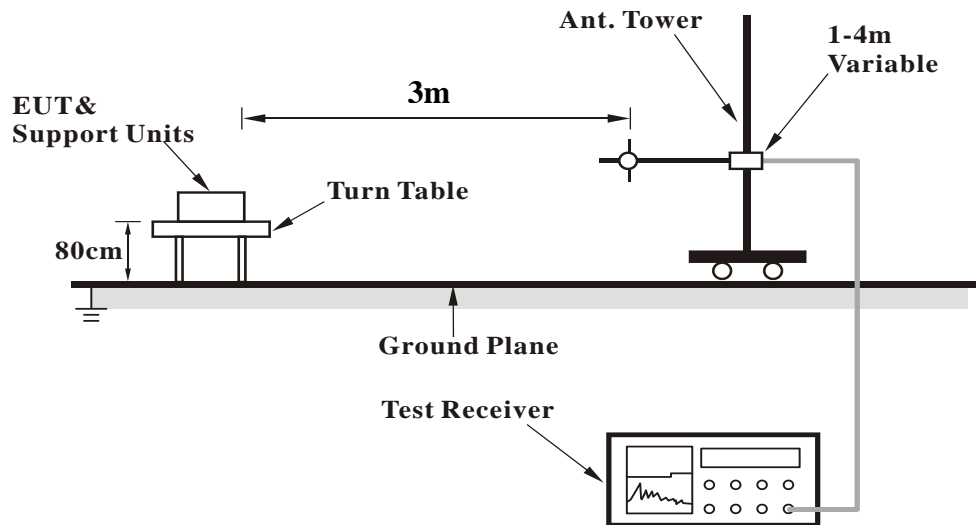 Ant. Tower
1-4m
Variable
3m
EUT&
Support Units
Turn Table
80cm
Ground Plane
Test Receiver